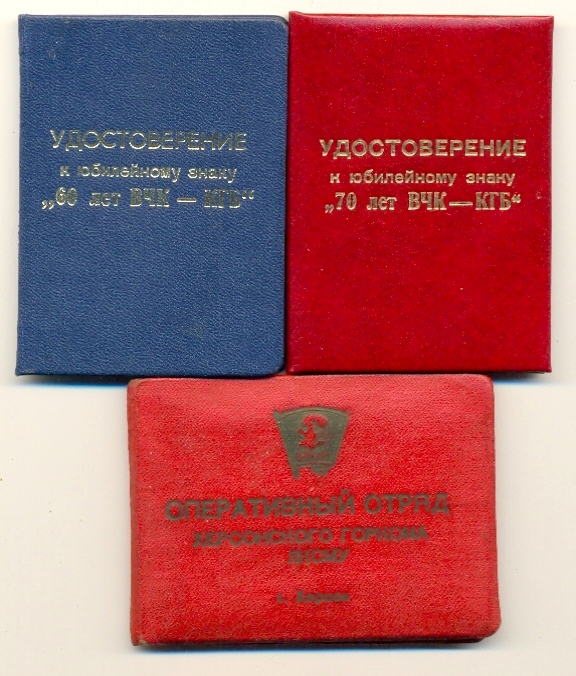 УДОСТОВЕРЕНИЕ
к юбилейному знаку
„60 лет ВЧК — КГБ“
УДОСТОВЕРЕНИЕ
к юбилейному знаку
„70 лет ВЧК — КГБ“
ОПЕРАТИВНЫЙ ОТРЯД
ХЕРСОНСКОГО ГОРКОМА
ЛКСМУ
г. Херсон